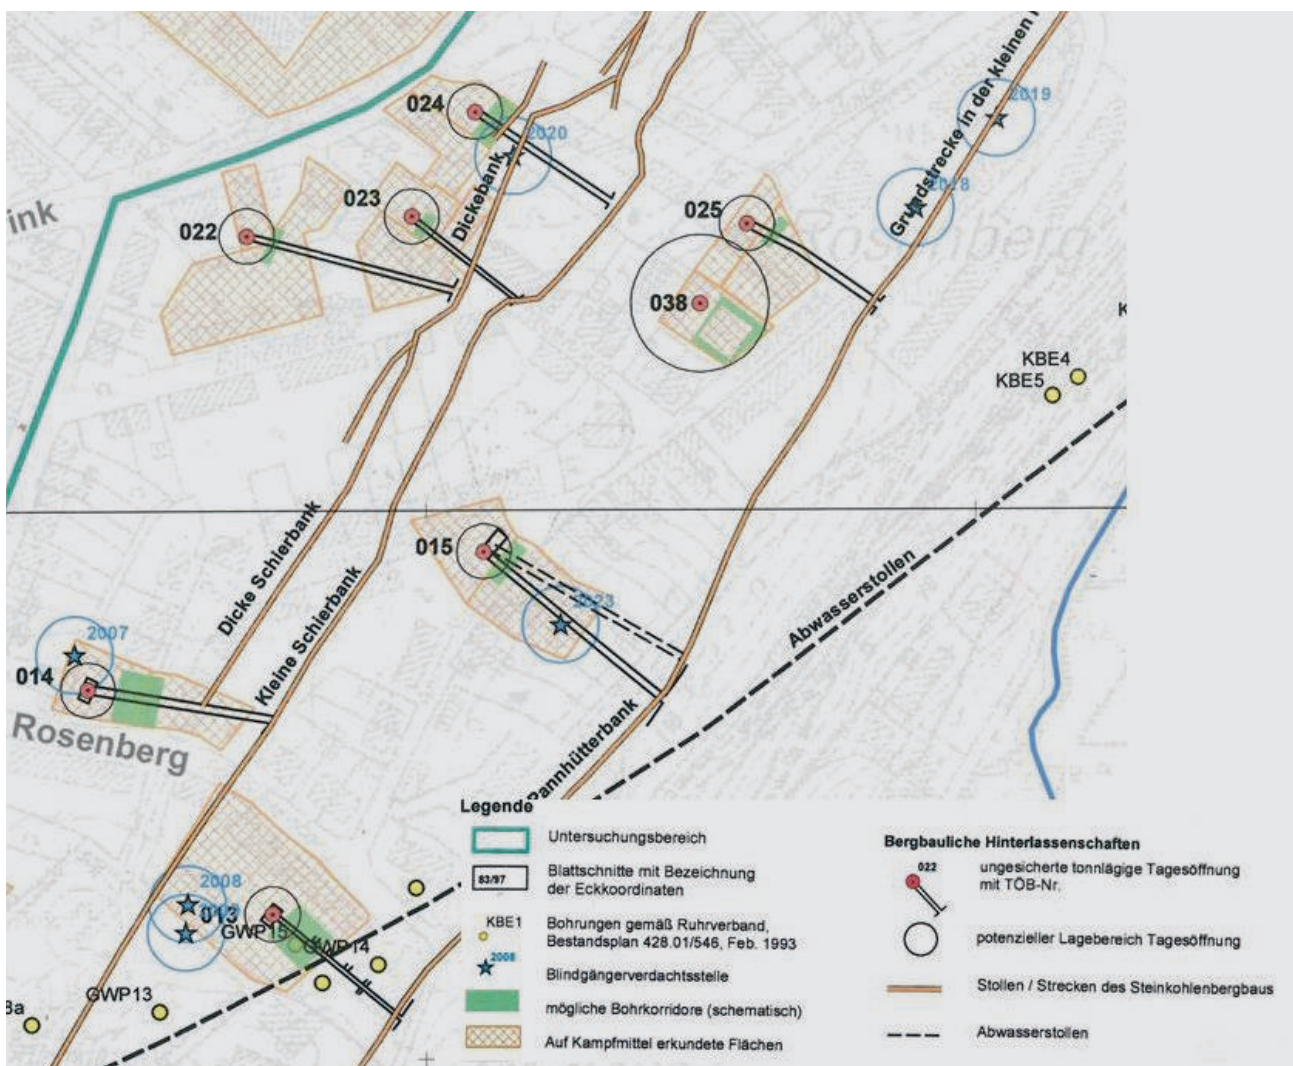 Grundstrecke in der kleinen
2019
024
2020
2018
ink
023
Dickebank
025
Rosenberg
022
038
K
KBE4
KBE5
015
Dicke Schierbank
Abwasserstollen
Kleine Schierbank
2023
2007
014
Rosenberg
Pannhütterbank
2008
013
GWP15
GWP14
GWP13
3a
Legende
Untersuchungsbereich
83/97
Blattschnitte mit Bezeichnung
der Eckkoordinaten
KBE1
Bohrungen gemäß Ruhrverband,
Bestandsplan 428.01/546, Feb. 1993
2008
Blindgängerverdachtsstelle
mögliche Bohrkorridore (schematisch)
Auf Kampfmittel erkundete Flächen
Bergbauliche Hinterlassenschaften
022
ungesicherte tonnlägige Tagesöffnung
mit TÖB-Nr.
potenzieller Lagebereich Tagesöffnung
Stollen / Strecken des Steinkohlenbergbaus
Abwasserstollen